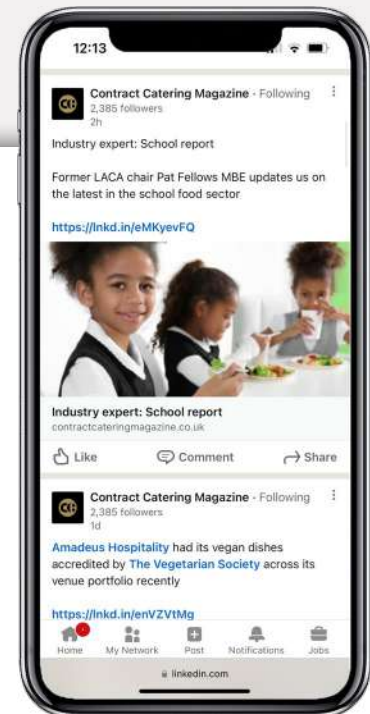 12:13
Contract Catering Magazine · Following
2,385 followers
2h
Industry expert: School report
Former LACA chair Pat Fellows MBE updates us on
the latest in the school food sector
https://lnkd.in/eMKyevFQ
Industry expert: School report
contractcateringmagazine.co.uk
Like Comment Share
Contract Catering Magazine · Following
2,385 followers
1d
Amadeus Hospitality had its vegan dishes
accredited by The Vegetarian Society across its
venue portfolio recently
https://lnkd.in/enVZVtMg
Home My Network Post Notifications Jobs
linkedin.com